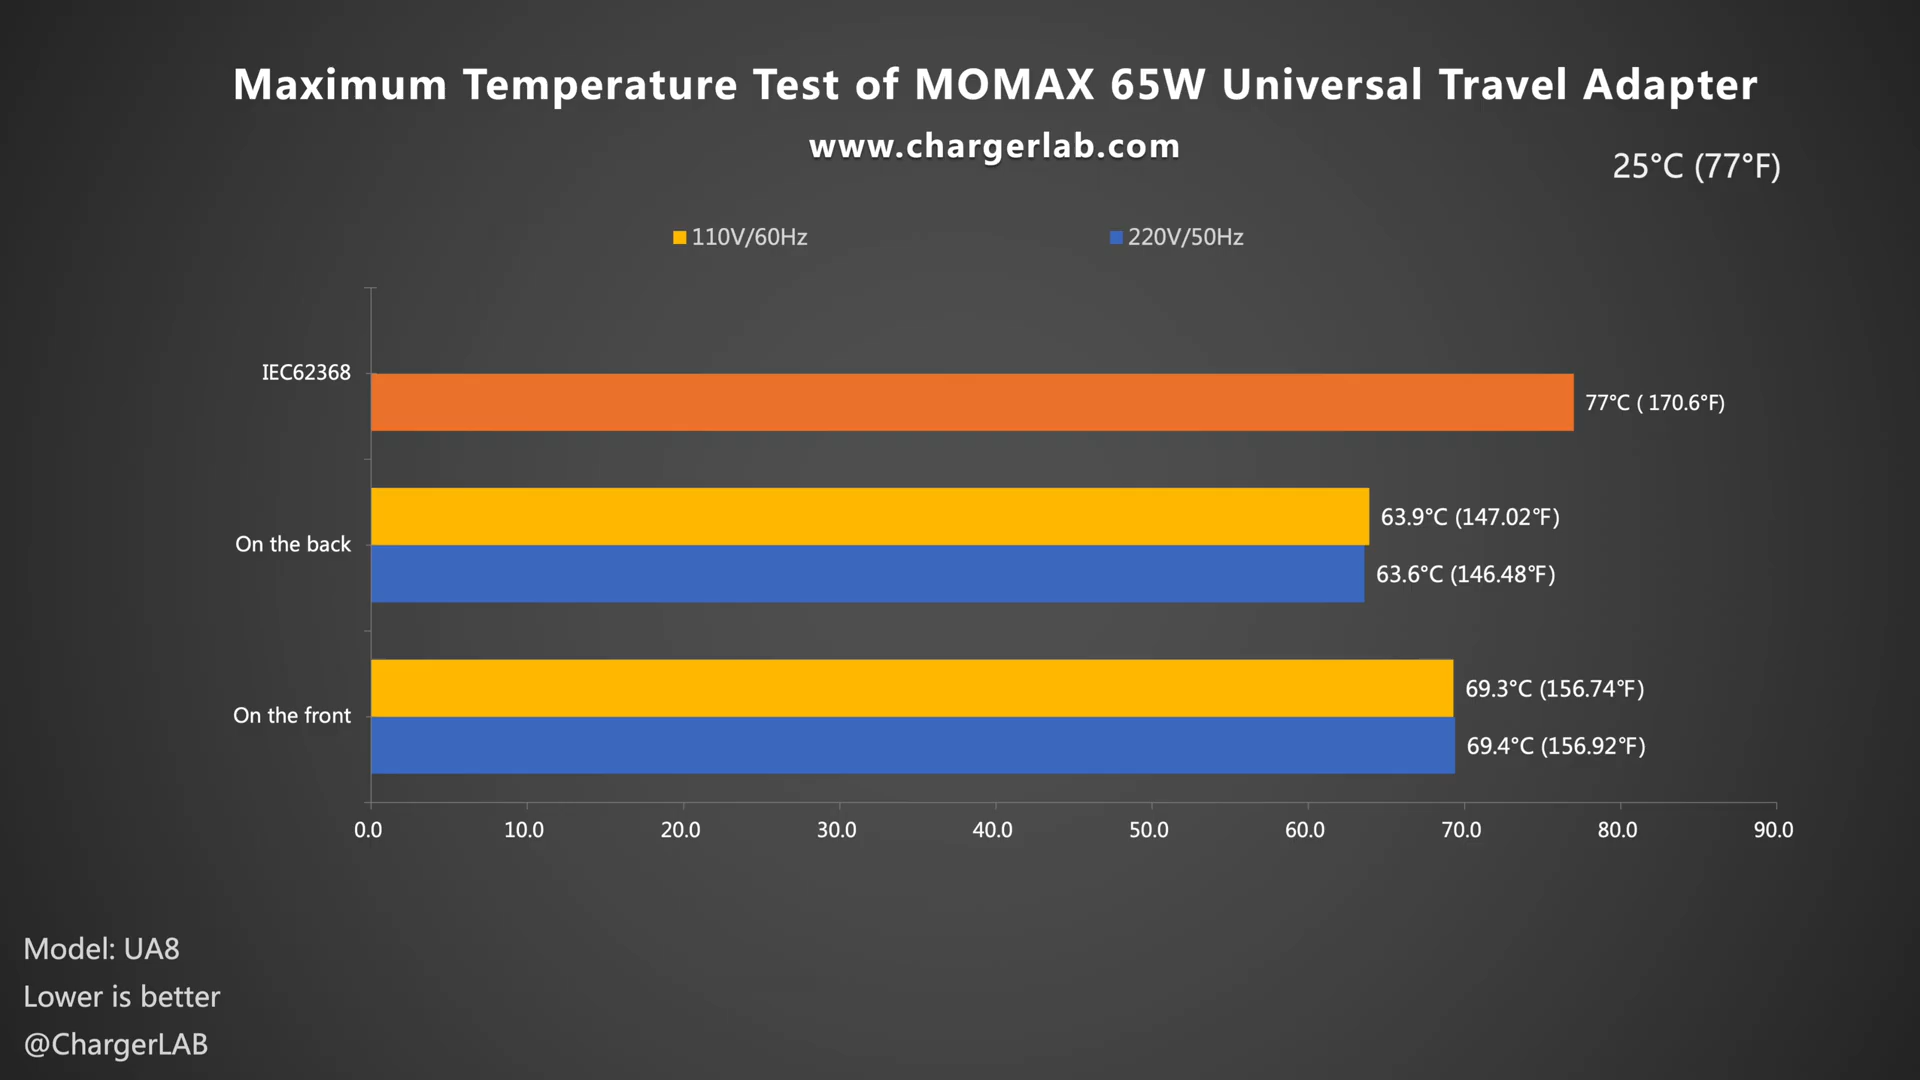 Maximum Temperature Test of MOMAX 65W Universal Travel Adapter
www.chargerlab.com
25°C (77°F)
110V/60Hz
220V/50Hz
IEC62368
77°C ( 170.6°F)
On the back
63.9°C (147.02℉)
63.6°C (146.48℉)
On the front
69.3°C (156.74℉)
69.4°C (156.92℉)
0.0 10.0 20.0 30.0 40.0 50.0 60.0 70.0 80.0 90.0
Model: UA8
Lower is better
@ChargerLAB